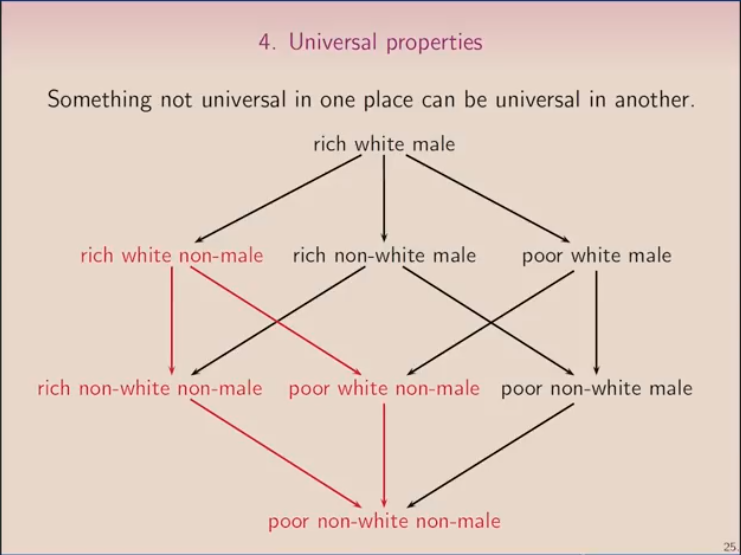 4. Universal properties
Something not universal in one place can be universal in another.
rich white male
rich white non-male rich non-white male poor white male
rich non-white non-male poor white non-male poor non-white male
poor non-white non-male
25